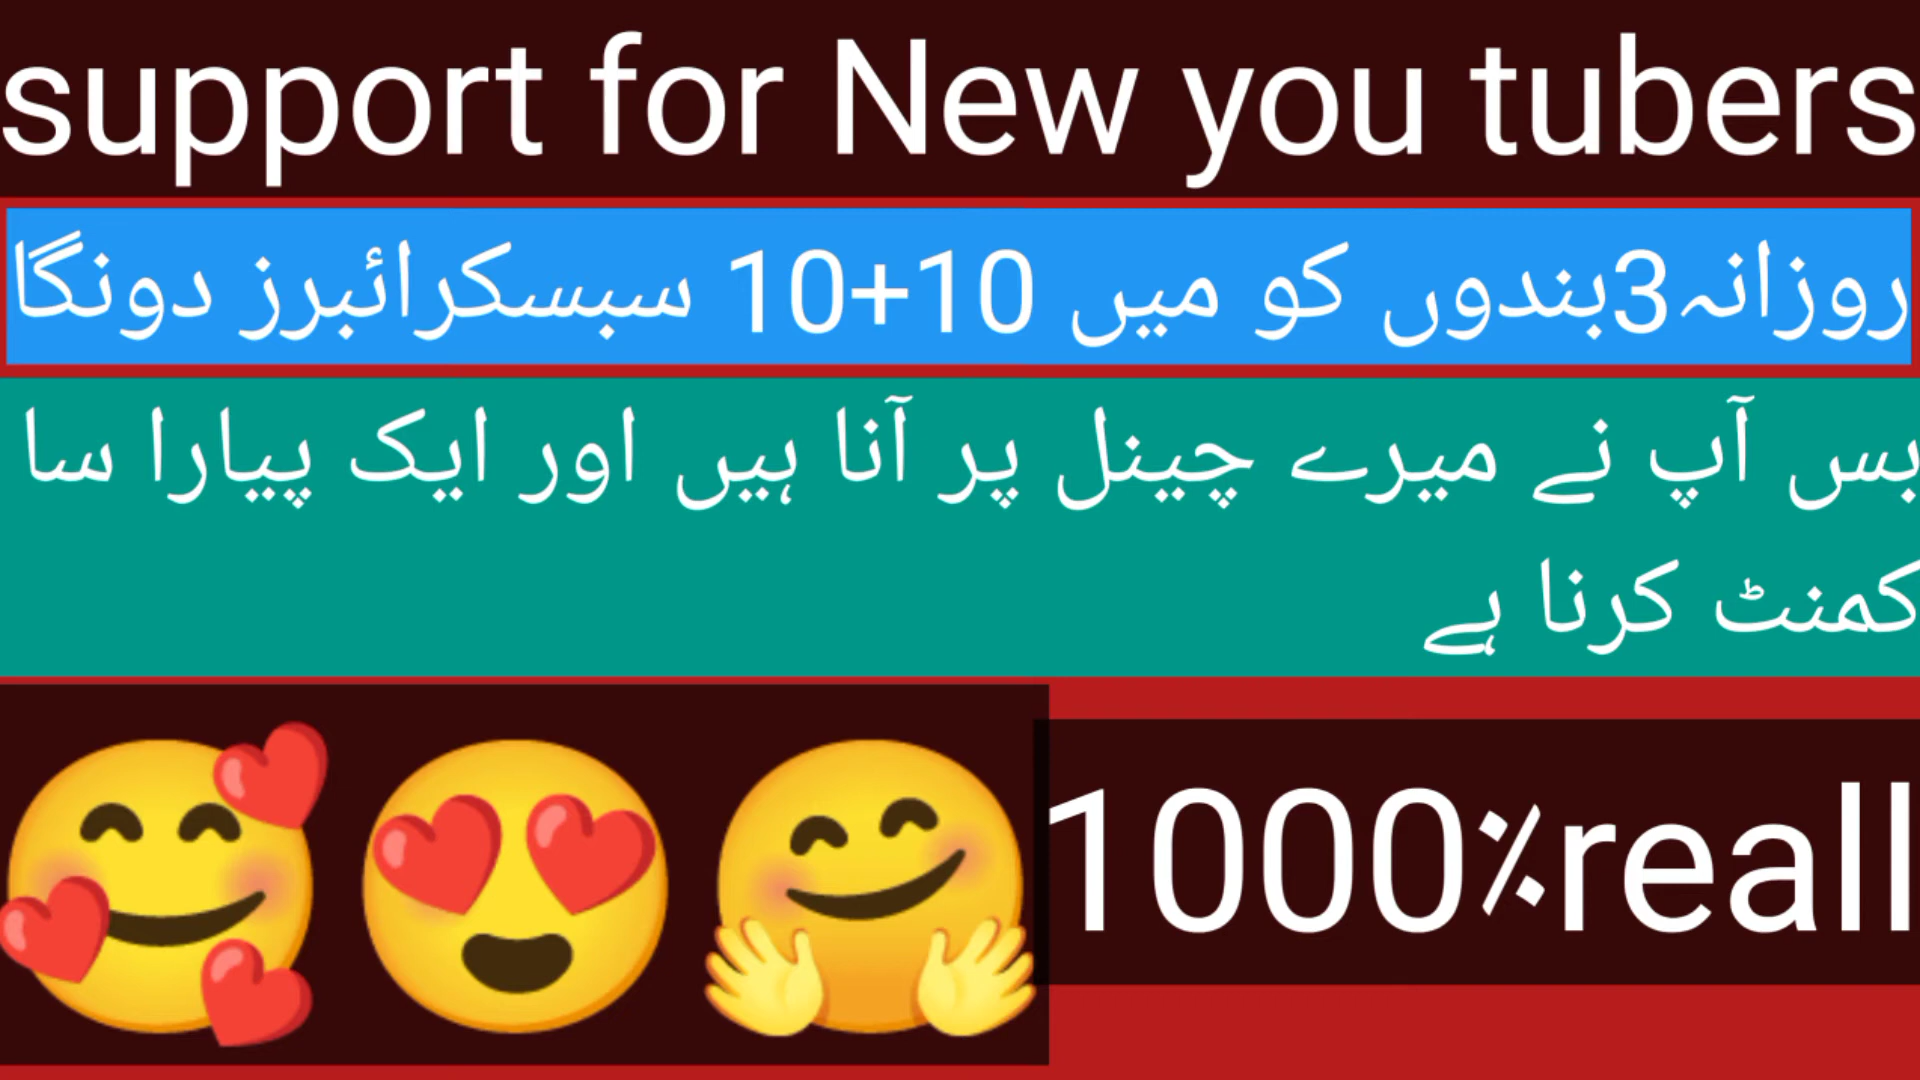 support for New you tubers
روزانہ3بندوں کو میں 10+10 سبسکرائبرز دونگا
بس آپ نے میرے چینل پر آنا ہیں اور ایک پیارا سا
کمنٹ کرنا ہے
🥰😍🤗
1000٪reall